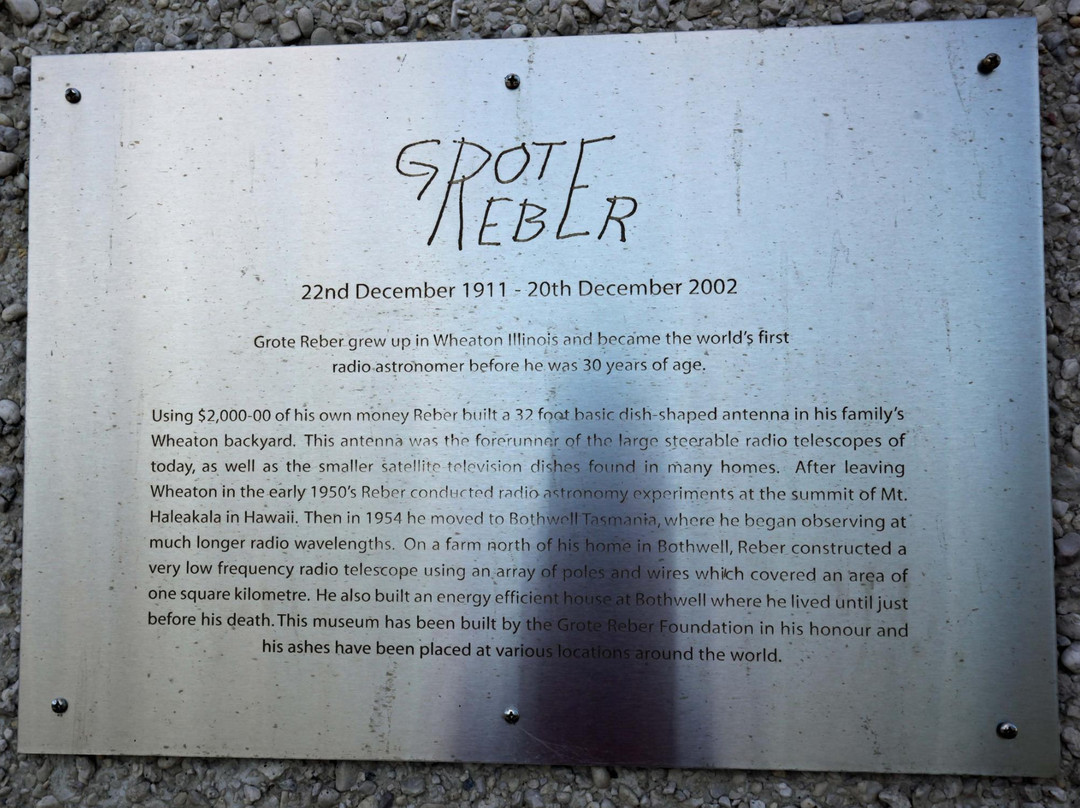 GROTE
REBER
22nd December 1911 - 20th December 2002
Grote Reber grew up in Wheaton Illinois and became the world's first
radio astronomer before he was 30 years of age.
Using $2,000-00 of his own money Reber built a 32 foot basic dish-shaped antenna in his family's
Wheaton backyard. This antenna was the forerunner of the large steerable radio telescopes of
today, as well as the smaller satellite television dishes found in many homes. After leaving
Wheaton in the early 1950's Reber conducted radio astronomy experiments at the summit of Mt.
Haleakala in Hawaii. Then in 1954 he moved to Bothwell Tasmania, where he began observing at
much longer radio wavelengths. On a farm north of his home in Bothwell, Reber constructed a
very low frequency radio telescope using an array of poles and wires which covered an area of
one square kilometre. He also built an energy efficient house at Bothwell where he lived until just
before his death. This museum has been built by the Grote Reber Foundation in his honour and
his ashes have been placed at various locations around the world.